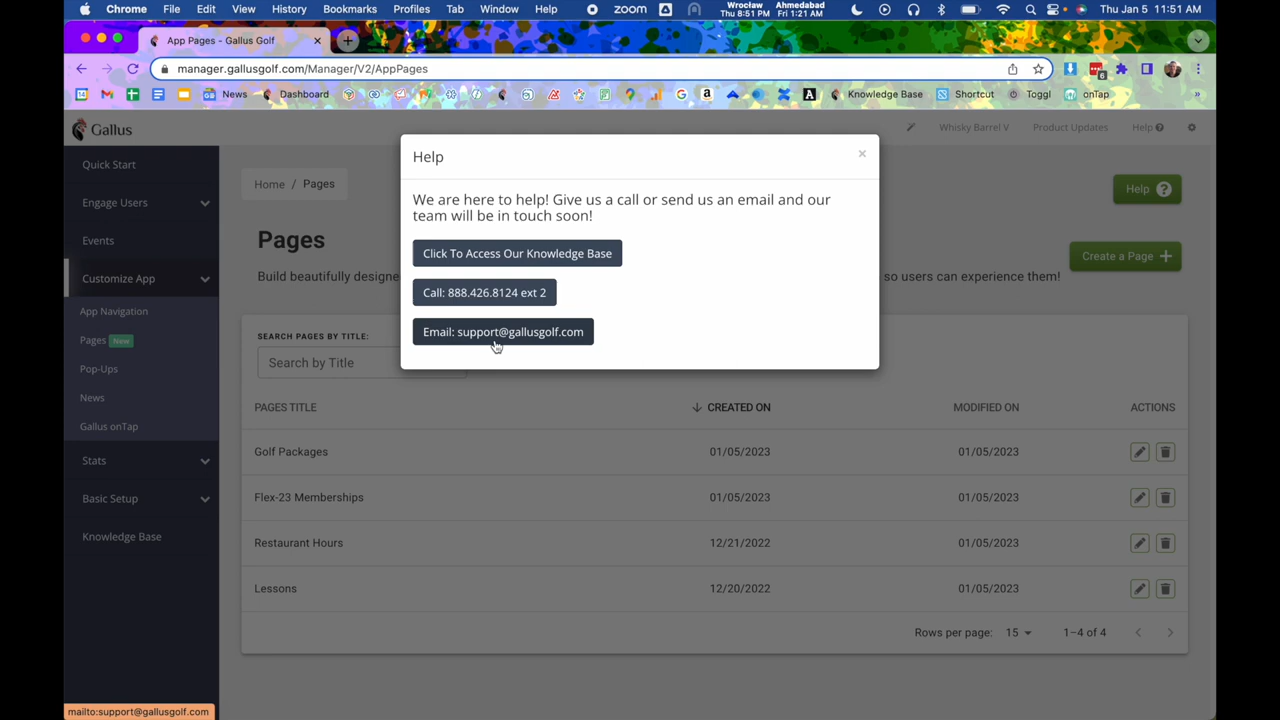 Chrome File Edit View History Bookmarks Profiles Tab Window Help zoom Wrocław Thu 8:51 PM Ahmedabad Fri 1:21 AM Thu Jan 5 11:51 AM
App Pages - Gallus Golf
manager.gallusgolf.com/Manager/V2/AppPages
6
News Dashboard Knowledge Base Shortcut Toggl onTap
Gallus
Whisky Barrel V Product Updates Help
Quick Start
Engage Users
Events
Customize App
App Navigation
Pages New
Pop-Ups
News
Gallus onTap
Stats
Basic Setup
Knowledge Base
Home / Pages
Help
Pages
Create a Page +
Build beautifully designe
so users can experience them!
Help
×
We are here to help! Give us a call or send us an email and our
team will be in touch soon!
Click To Access Our Knowledge Base
Call: 888.426.8124 ext 2
Email: support@gallusgolf.com
SEARCH PAGES BY TITLE:
Search by Title
PAGES TITLE CREATED ON MODIFIED ON ACTIONS
Golf Packages 01/05/2023 01/05/2023
Flex-23 Memberships 01/05/2023 01/05/2023
Restaurant Hours 12/21/2022 01/05/2023
Lessons 12/20/2022 01/05/2023
Rows per page: 15 1–4 of 4
mailto:support@gallusgolf.com